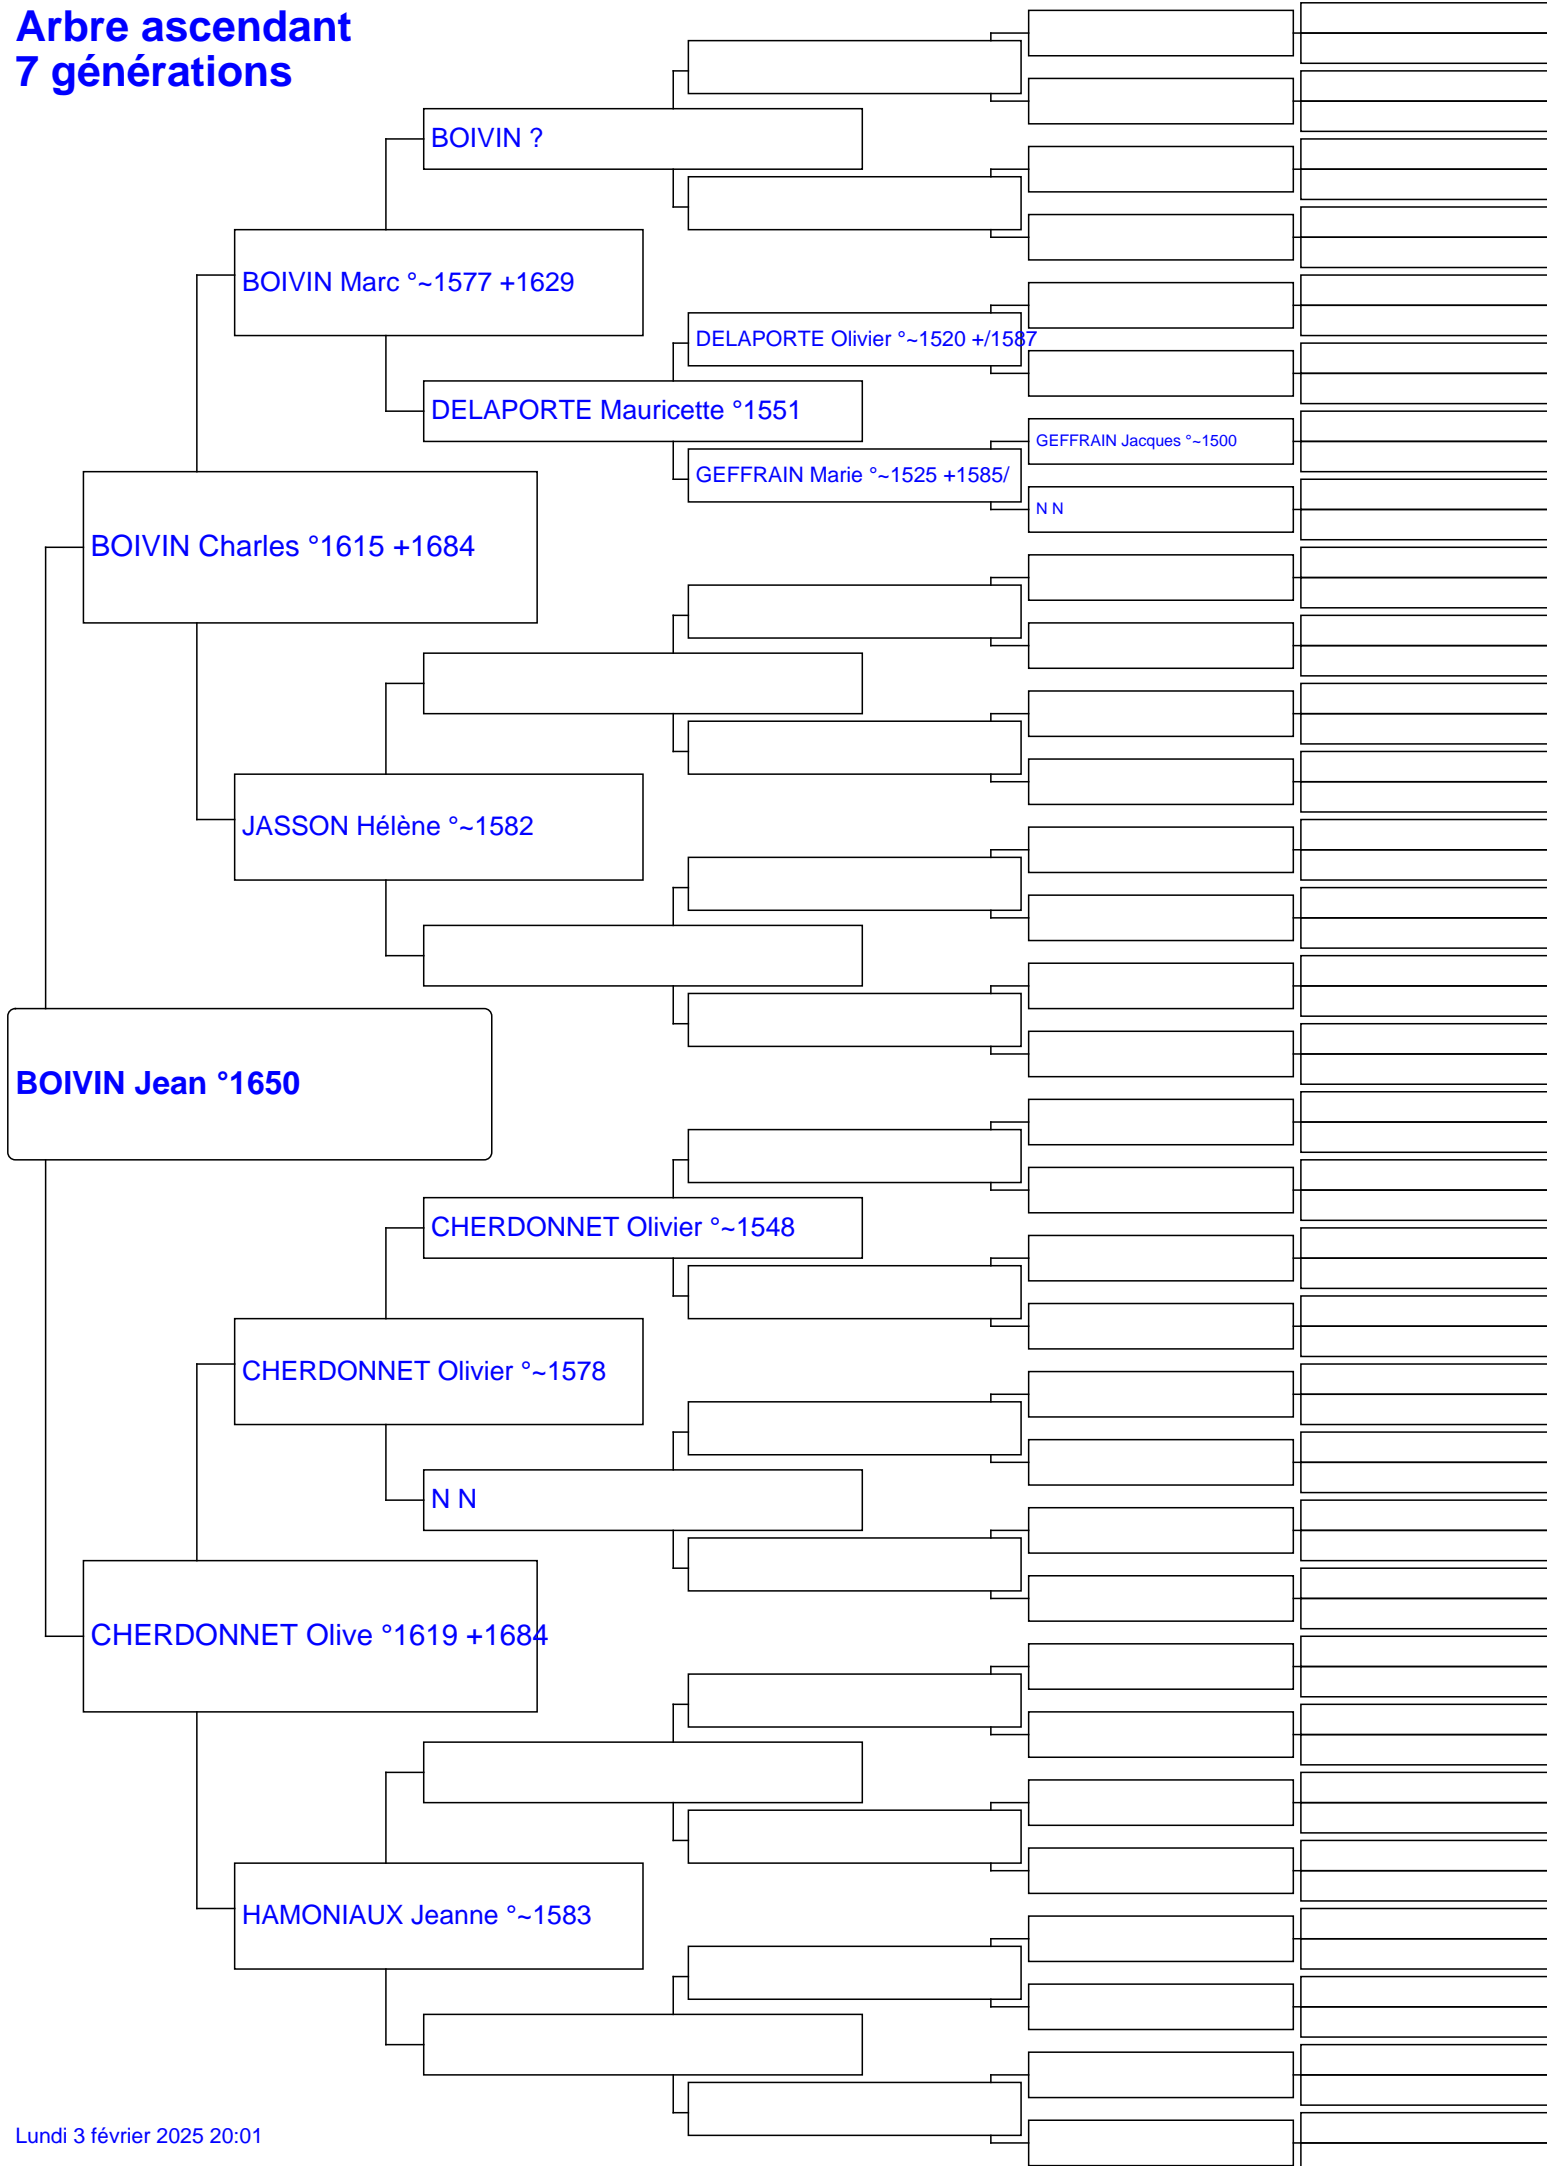 Arbre ascendant
7 générations
BOIVIN ?
BOIVIN Marc °~1577 +1629
DELAPORTE Olivier °~1520 +/1587
DELAPORTE Mauricette °1551
GEFFRAIN Jacques °~1500
GEFFRAIN Marie °~1525 +1585/
N N
BOIVIN Charles °1615 +1684
JASSON Hélène °~1582
BOIVIN Jean °1650
CHERDONNET Olivier °~1548
CHERDONNET Olivier °~1578
N N
CHERDONNET Olive °1619 +1684
HAMONIAUX Jeanne °~1583
Lundi 3 février 2025 20:01